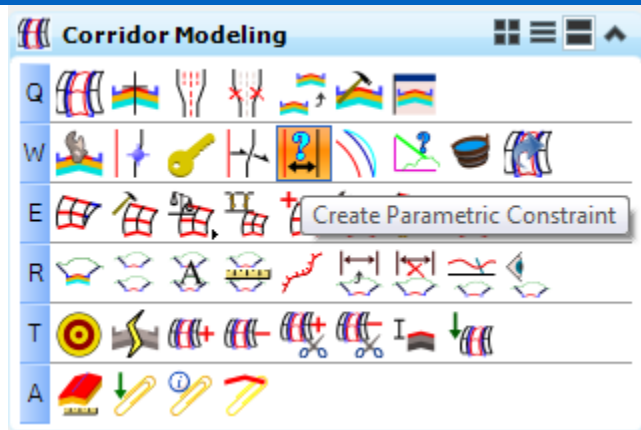 Corridor Modeling
Q
W
E
Create Parametric Constraint
R
A
T
I
A